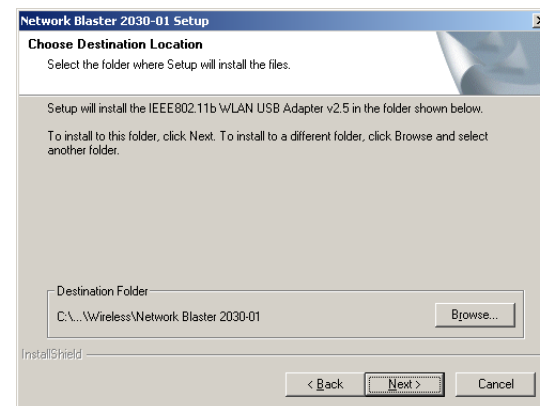 Network Blaster 2030-01 Setup
Choose Destination Location
Select the folder where Setup will install the files.
Setup will install the IEEE802.11b WLAN USB Adapter v2.5 in the folder shown below.
To install to this folder, click Next. To install to a different folder, click Browse and select
another folder.
Destination Folder
C:\...\Wireless\Network Blaster 2030-01
Browse...
InstallShield
< Back
Next >
Cancel